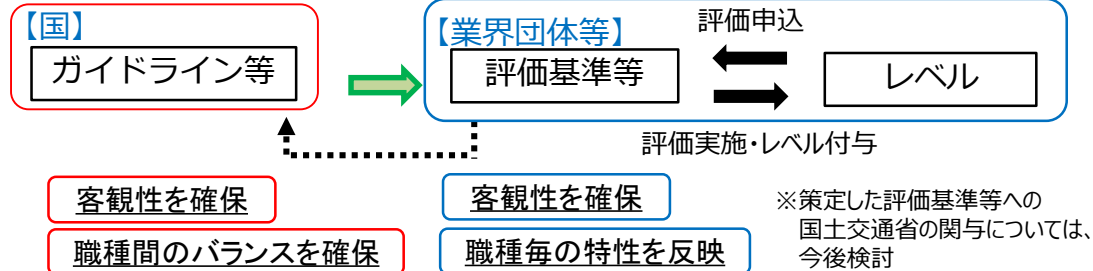 【国】
ガイドライン等
【業界団体等】
評価基準等
評価申込
レベル
評価実施・レベル付与
客観性を確保
職種間のバランスを確保
客観性を確保
職種毎の特性を反映
※策定した評価基準等への
国土交通省の関与については、
今後検討